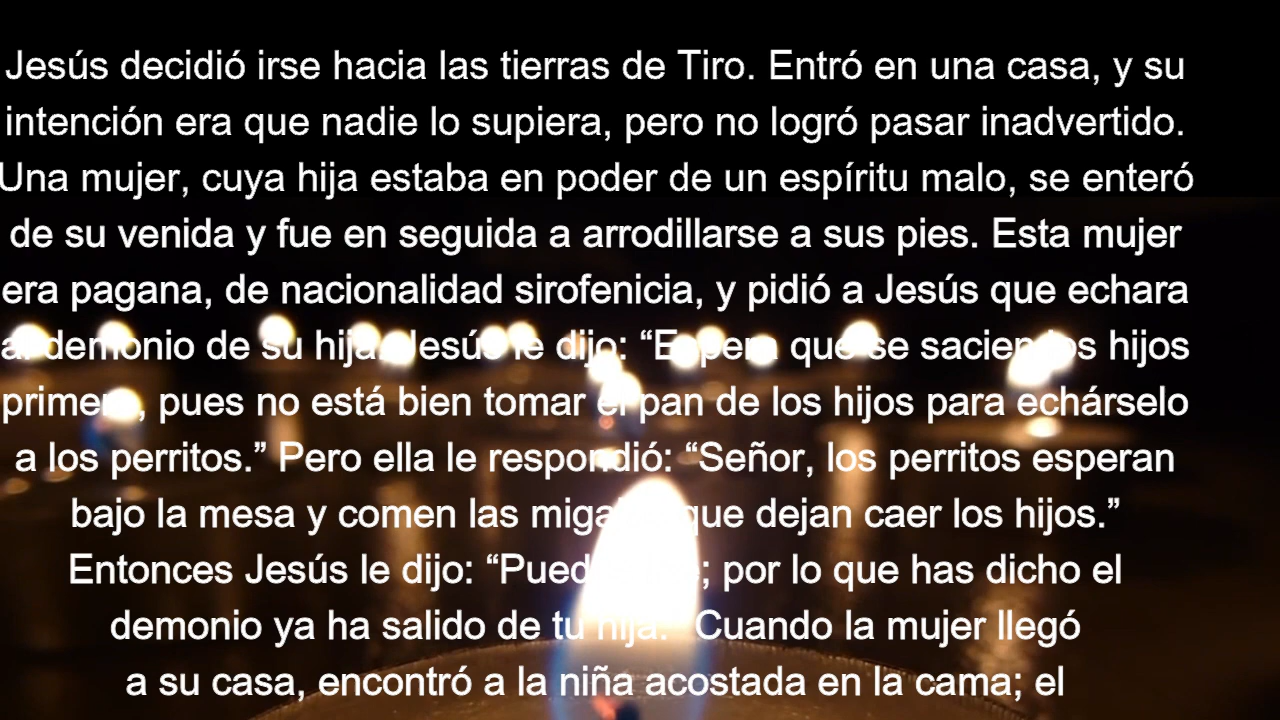 Jesús decidió irse hacia las tierras de Tiro. Entró en una casa, y su
intención era que nadie lo supiera, pero no logró pasar inadvertido.
Una mujer, cuya hija estaba en poder de un espíritu malo, se enteró
de su venida y fue en seguida a arrodillarse a sus pies. Esta mujer
era pagana, de nacionalidad sirofenicia, y pidió a Jesús que echara
al demonio de su hija. Jesús le dijo: “Espera que se sacien los hijos
primero, pues no está bien tomar el pan de los hijos para echárselo
a los perritos.” Pero ella le respondió: “Señor, los perritos esperan
bajo la mesa y comen las migajas que dejan caer los hijos.”
Entonces Jesús le dijo: “Puedes ; por lo que has dicho el
demonio ya ha salido de tu hija.” Cuando la mujer llegó
a su casa, encontró a la niña acostada en la cama; el